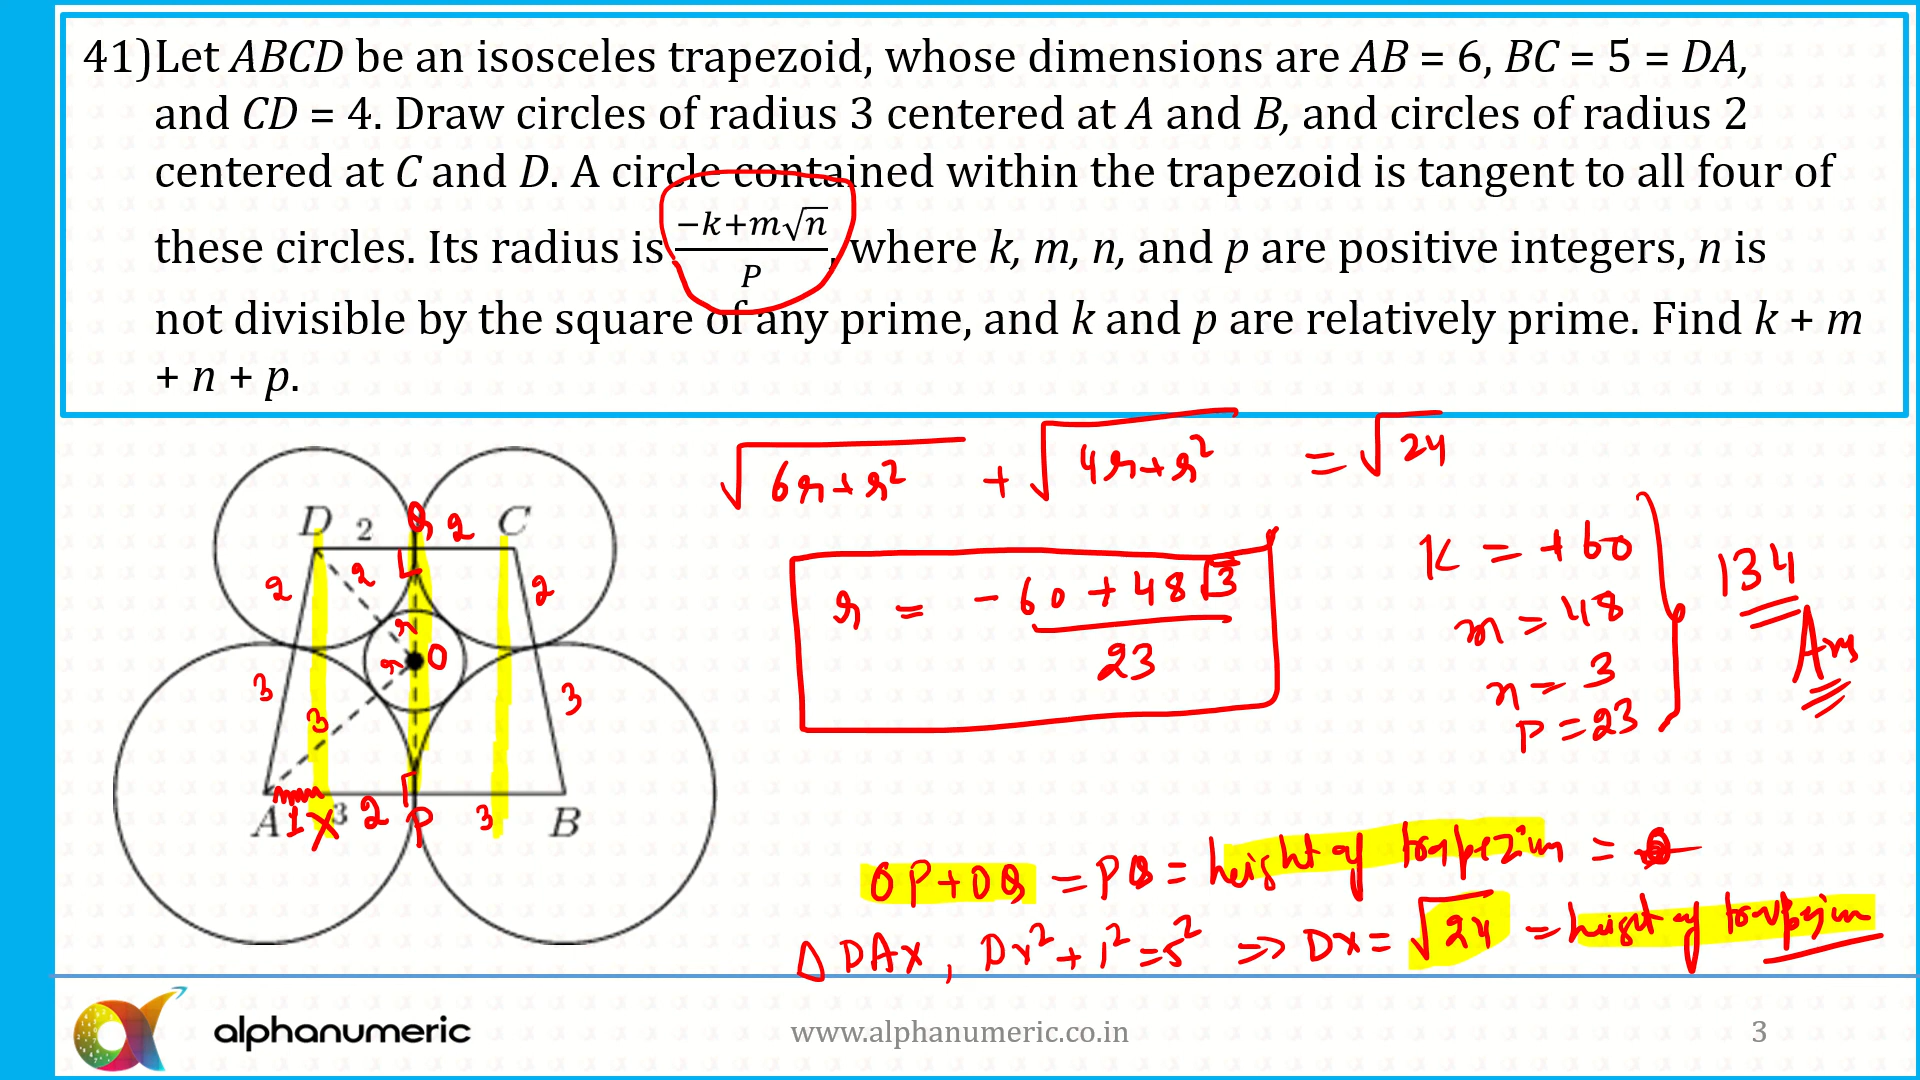 41) Let ABCD be an isosceles trapezoid, whose dimensions are AB = 6, BC = 5 = DA,
and CD = 4. Draw circles of radius 3 centered at A and B, and circles of radius 2
centered at C and D. A circle contained within the trapezoid is tangent to all four of
these circles. Its radius is (−k+m√n)/P, where k, m, n, and p are positive integers, n is
not divisible by the square of any prime, and k and p are relatively prime. Find k + m
+ n + p.
√(6r+r²) + √(4r+r²) = √24
r = (-60+48√3)/23
K = +60
m = 48
n = 3
P = 23
134
Ans
D 2 Q 2 C
2 2 2
r
r O
3 3 3
A 1 X 3 2 P 3 B
OP+OQ = PQ = height of trapezium =
Δ DAX, DX²+1²=5² => DX = √24 = height of trapezium
alphanumeric
www.alphanumeric.co.in
3